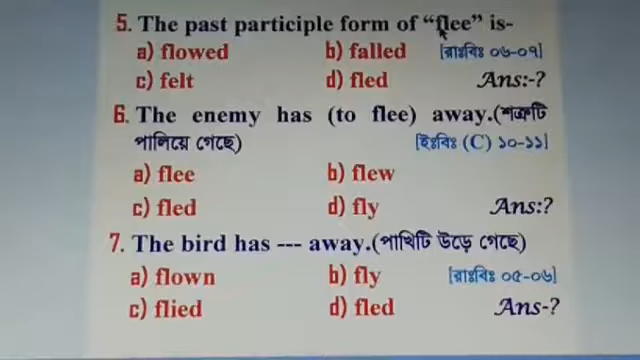 5. The past participle form of “flee” is-
a) flowed b) falled [রাঃবিঃ ০৬-০৭]
c) felt d) fled Ans:-?
6. The enemy has (to flee) away.(শত্রুটি
পালিয়ে গেছে) [ইঃবিঃ (C) ১০-১১]
a) flee b) flew
c) fled d) fly Ans:?
7. The bird has --- away.(পাখিটি উড়ে গেছে)
a) flown b) fly [রাঃবিঃ ০৫-০৬]
c) flied d) fled Ans-?